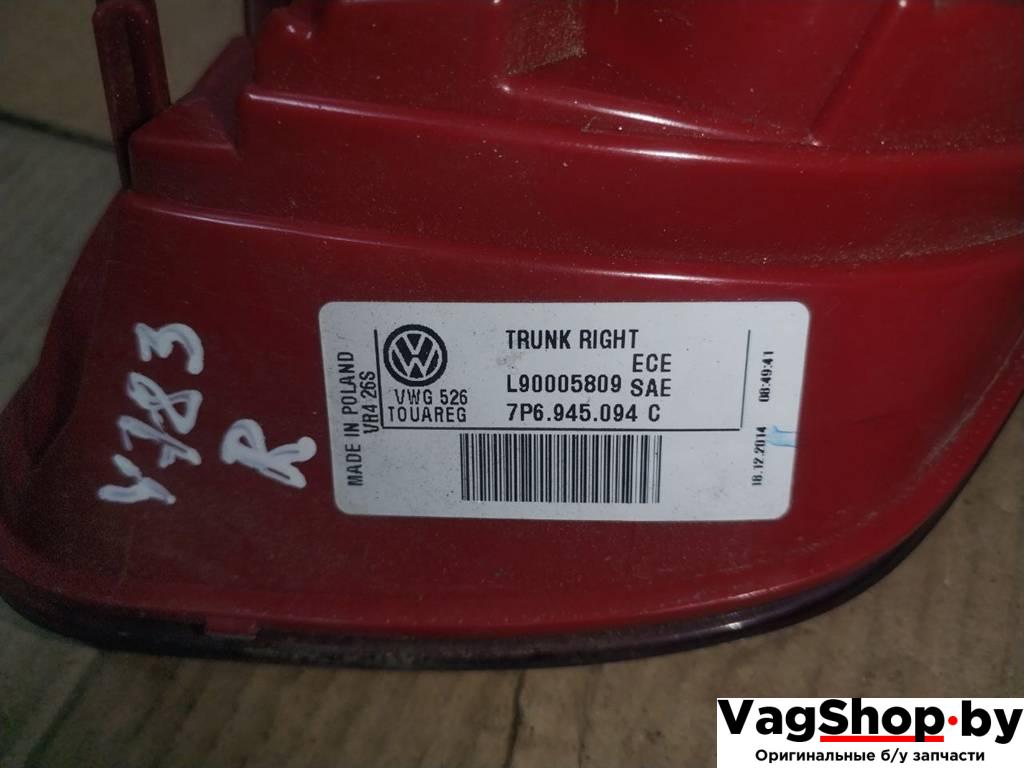 У783
R
MADE IN POLAND
VR4 26S
VWG 526
TOUAREG
TRUNK RIGHT
ECE
L90005809 SAE
7P6.945.094 C
18.12.2014 08:49:41
VagShop.by
Оригинальные б/у запчасти